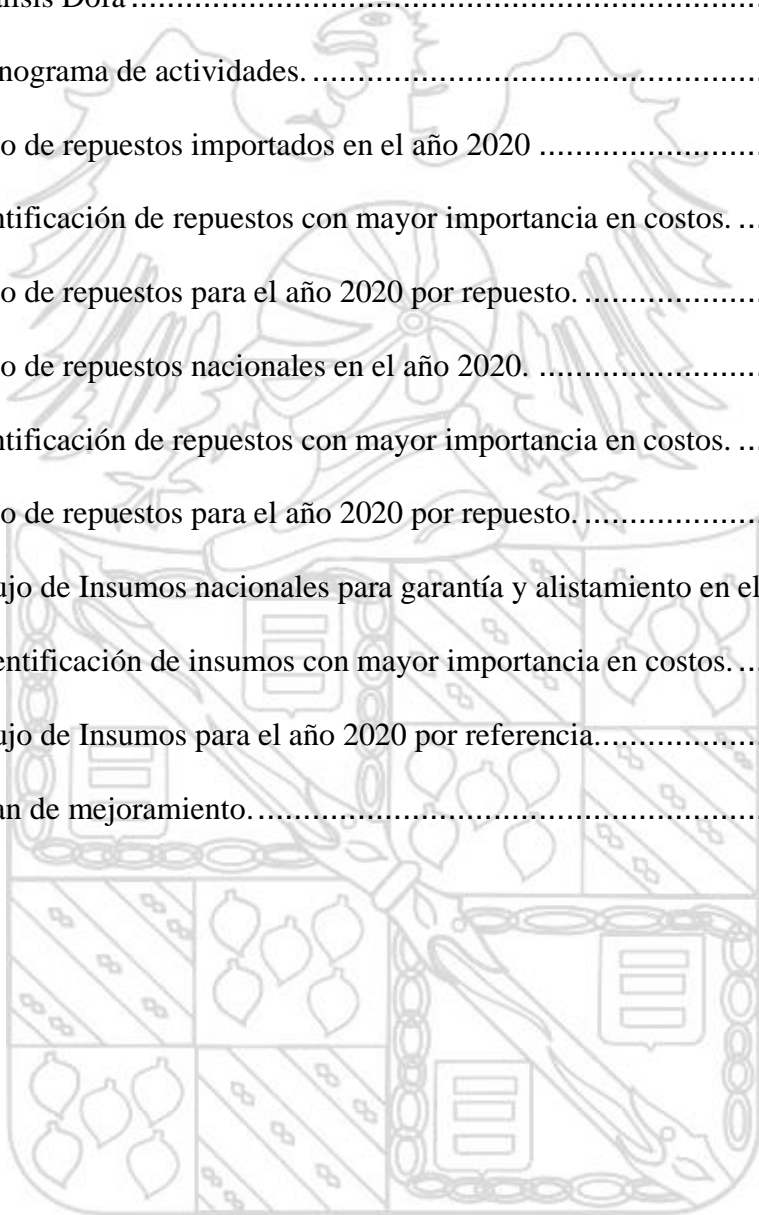 álisis Dofa ..........................................................
nograma de actividades. ..........................................
o de repuestos importados en el año 2020 ......................
ntificación de repuestos con mayor importancia en costos. ...
o de repuestos para el año 2020 por repuesto. ..................
o de repuestos nacionales en el año 2020. ......................
ntificación de repuestos con mayor importancia en costos. ...
o de repuestos para el año 2020 por repuesto. ..................
ujo de Insumos nacionales para garantía y alistamiento en el
entificación de insumos con mayor importancia en costos. ...
ujo de Insumos para el año 2020 por referencia.................
an de mejoramiento. ................................................